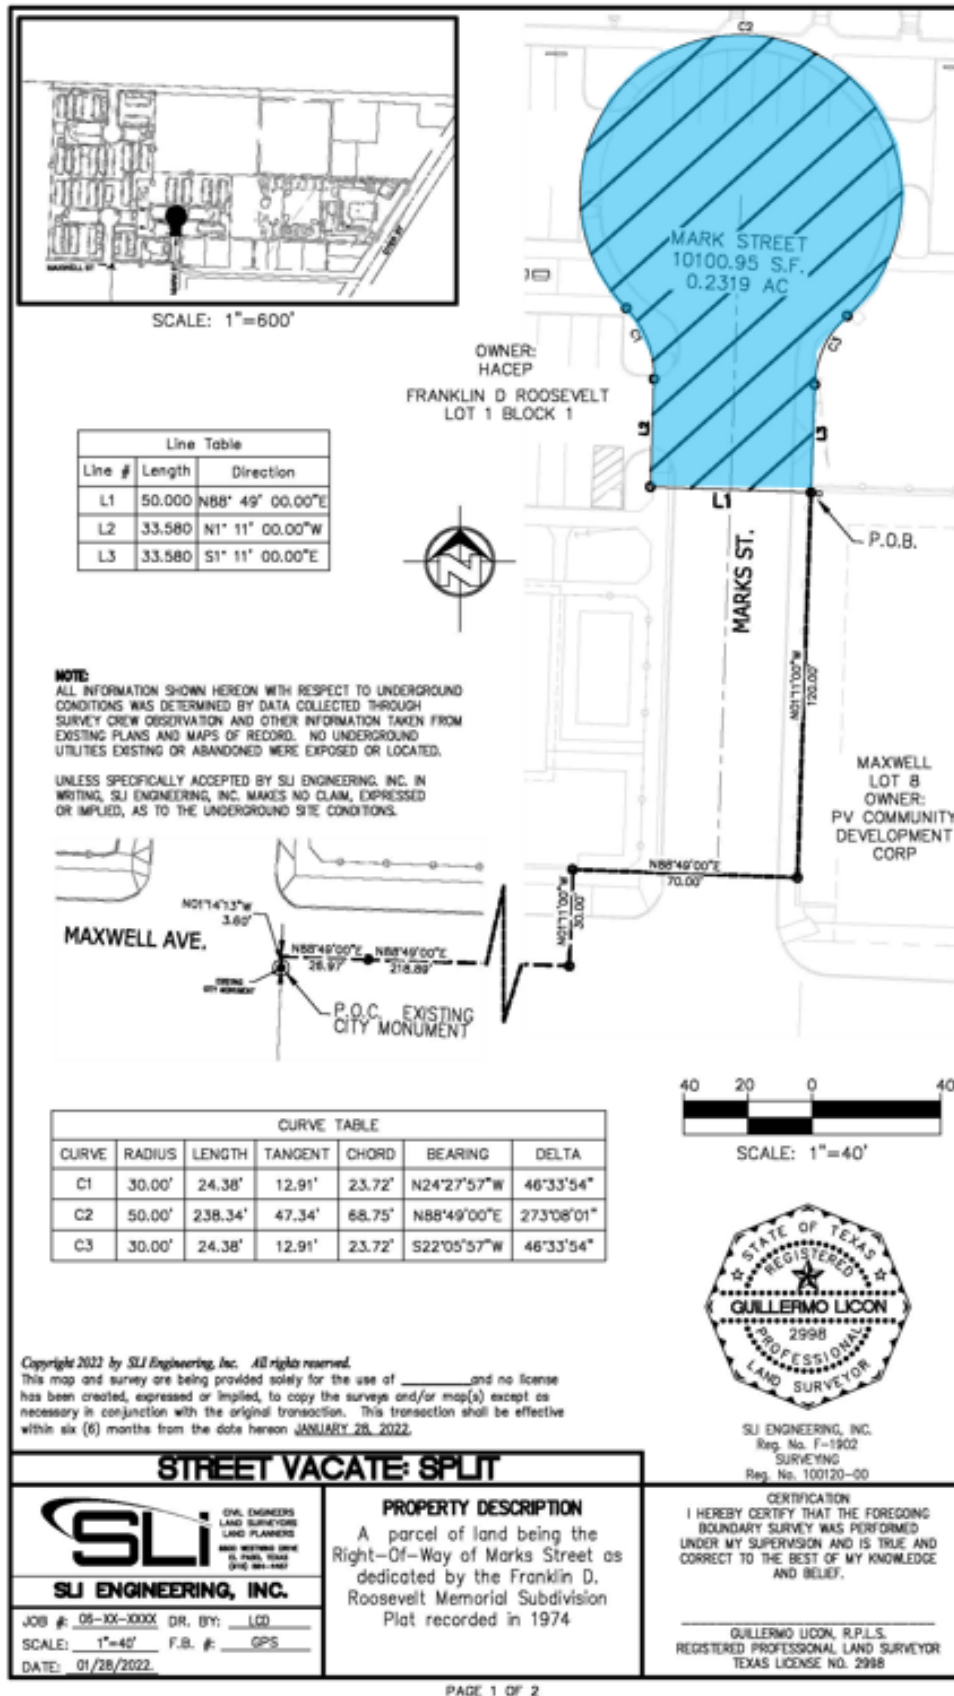 MAXWELL ST
DYER ST
SCALE: 1"=600'
C2
MARK STREET
10100.95 S.F.
0.2319 AC
C1
C3
OWNER:
HACEP
FRANKLIN D ROOSEVELT
LOT 1 BLOCK 1
L2
L3
L1
P.O.B.
Line Table
Line # Length Direction
L1 50.000 N88° 49' 00.00"E
L2 33.580 N1° 11' 00.00"W
L3 33.580 S1° 11' 00.00"E
N
MARKS ST.
N01°11'00"W
120.00'
NOTE:
ALL INFORMATION SHOWN HEREON WITH RESPECT TO UNDERGROUND
CONDITIONS WAS DETERMINED BY DATA COLLECTED THROUGH
SURVEY CREW OBSERVATION AND OTHER INFORMATION TAKEN FROM
EXISTING PLANS AND MAPS OF RECORD. NO UNDERGROUND
UTILITIES EXISTING OR ABANDONED WERE EXPOSED OR LOCATED.
UNLESS SPECIFICALLY ACCEPTED BY SLI ENGINEERING. INC. IN
WRITING, SLI ENGINEERING, INC. MAKES NO CLAIM, EXPRESSED
OR IMPLIED, AS TO THE UNDERGROUND SITE CONDITIONS.
MAXWELL
LOT 8
OWNER:
PV COMMUNITY
DEVELOPMENT
CORP
N88°49'00"E
70.00'
N01°11'00"W
30.00'
N01°14'13"W
3.60'
MAXWELL AVE.
N88°49'00"E
26.97'
N88°49'00"E
218.89'
EXISTING
CITY MONUMENT
P.O.C. EXISTING
CITY MONUMENT
40 20 0 40
SCALE: 1"=40'
CURVE TABLE
CURVE RADIUS LENGTH TANGENT CHORD BEARING DELTA
C1 30.00' 24.38' 12.91' 23.72' N24°27'57"W 46°33'54"
C2 50.00' 238.34' 47.34' 68.75' N88°49'00"E 273°08'01"
C3 30.00' 24.38' 12.91' 23.72' S22°05'57"W 46°33'54"
STATE OF TEXAS
REGISTERED
GUILLERMO LICON
2998
PROFESSIONAL
LAND SURVEYOR
SLI ENGINEERING, INC.
Reg. No. F-1902
SURVEYING
Reg. No. 100120-00
Copyright 2022 by SLI Engineering, Inc. All rights reserved.
This map and survey are being provided solely for the use of ________and no license
has been created, expressed or implied, to copy the surveys and/or map(s) except as
necessary in conjunction with the original transaction. This transaction shall be effective
within six (6) months from the date hereon JANUARY 28, 2022.
STREET VACATE: SPLIT
SLI
CIVIL ENGINEERS
LAND SURVEYORS
LAND PLANNERS
EL PASO, TEXAS
SLI ENGINEERING, INC.
JOB #: 05-XX-XXXX DR. BY: LCD
SCALE: 1"=40' F.B. #: GPS
DATE: 01/28/2022.
PROPERTY DESCRIPTION
A parcel of land being the
Right-Of-Way of Marks Street as
dedicated by the Franklin D.
Roosevelt Memorial Subdivision
Plat recorded in 1974
CERTIFICATION
I HEREBY CERTIFY THAT THE FOREGOING
BOUNDARY SURVEY WAS PERFORMED
UNDER MY SUPERVISION AND IS TRUE AND
CORRECT TO THE BEST OF MY KNOWLEDGE
AND BELIEF.
GUILLERMO LICON, R.P.L.S.
REGISTERED PROFESSIONAL LAND SURVEYOR
TEXAS LICENSE NO. 2998
PAGE 1 OF 2